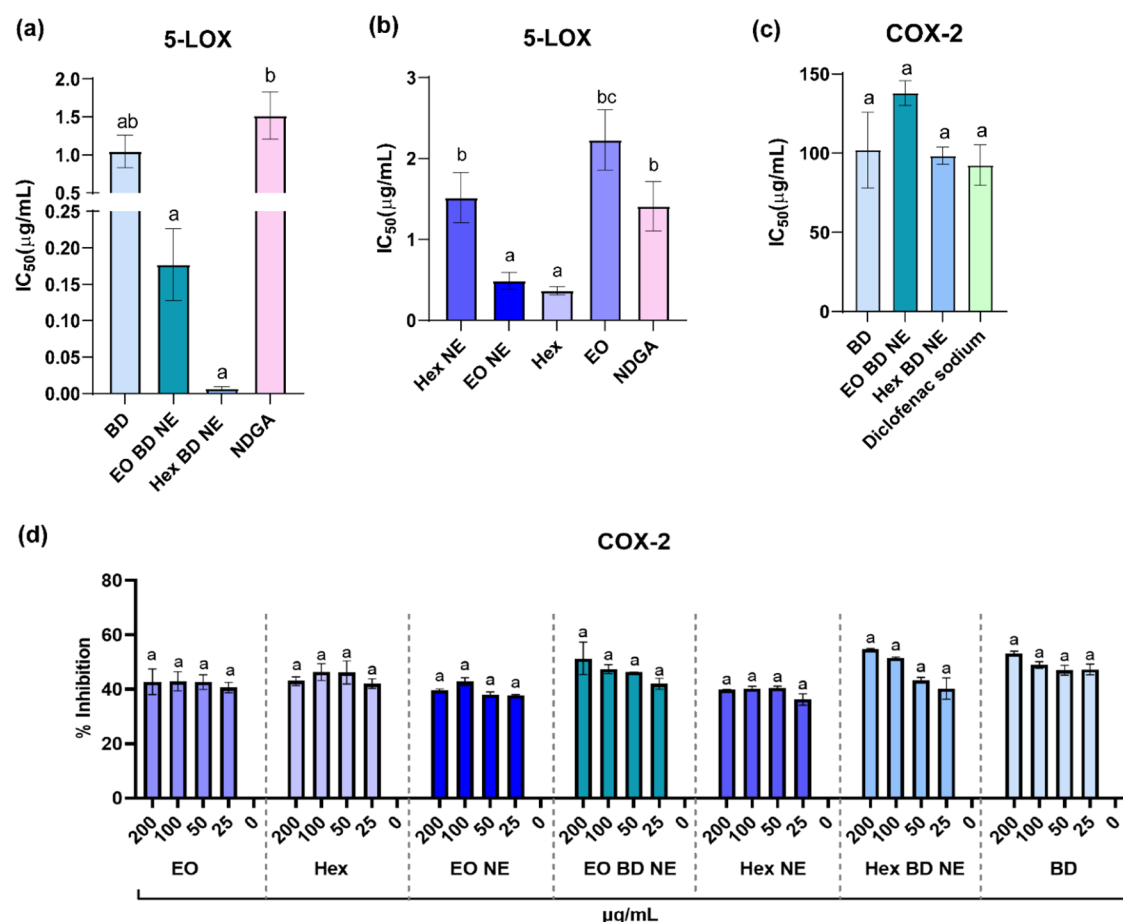 (a)
5-LOX
IC50(μg/mL)
2.0
1.5
1.0
0.5
0.25
0.20
0.15
0.10
0.05
0.00
ab
a
a
b
BD
EO BD NE
Hex BD NE
NDGA
(b)
5-LOX
IC50(μg/mL)
3
2
1
0
b
a
a
bc
b
Hex NE
EO NE
Hex
EO
NDGA
(c)
COX-2
IC50(μg/mL)
150
100
50
0
a
a
a
a
BD
EO BD NE
Hex BD NE
Diclofenac sodium
(d)
COX-2
% Inhibition
80
60
40
20
0
a a a a a a a a a a a a a a a a a a a a a a a a a a a a
200 100 50 25 0 200 100 50 25 0 200 100 50 25 0 200 100 50 25 0 200 100 50 25 0 200 100 50 25 0 200 100 50 25 0
EO Hex EO NE EO BD NE Hex NE Hex BD NE BD
μg/mL